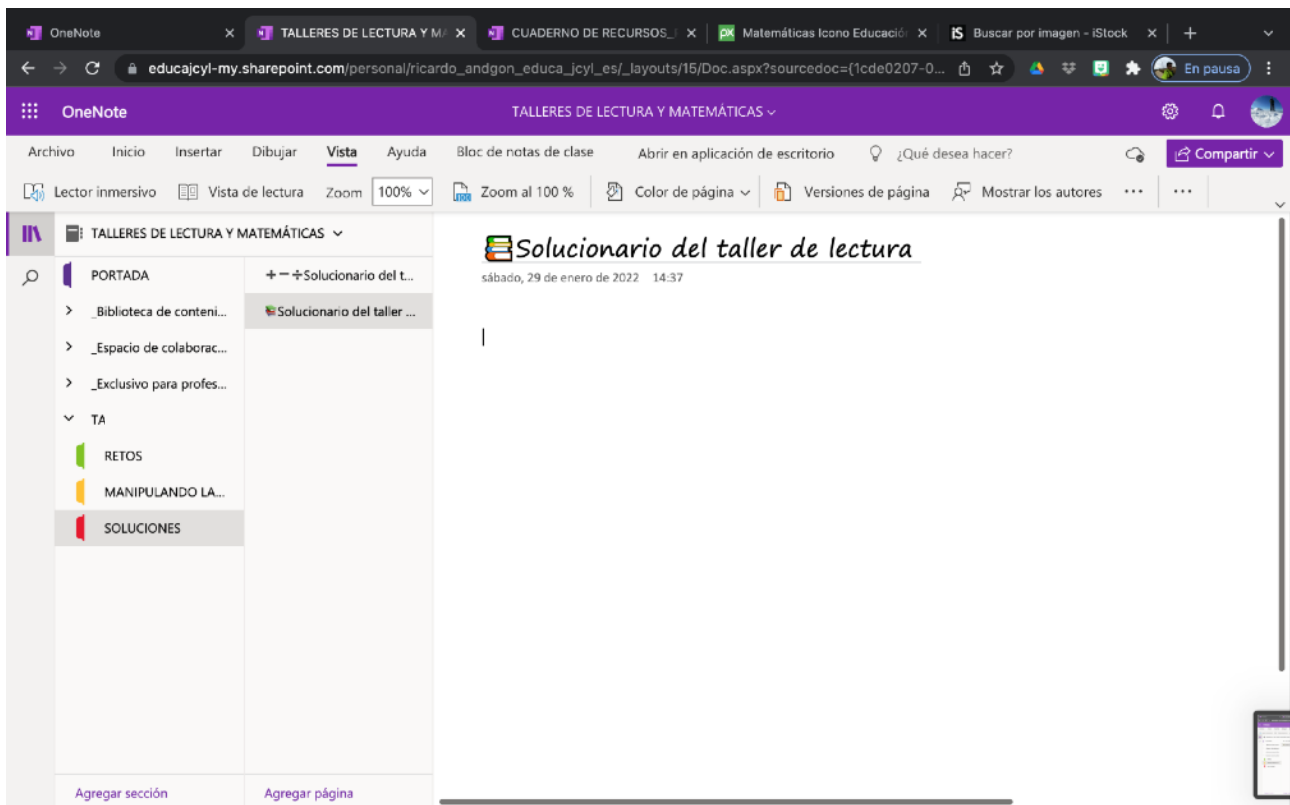 OneNote
TALLERES DE LECTURA Y MA
CUADERNO DE RECURSOS_
Matemáticas Icono Educación
iS Buscar por imagen - iStock
educajcyl-my.sharepoint.com/personal/ricardo_andgon_educa_jcyl_es/_layouts/15/Doc.aspx?sourcedoc={1cde0207-0...
En pausa
OneNote
TALLERES DE LECTURA Y MATEMÁTICAS
Archivo Inicio Insertar Dibujar Vista Ayuda Bloc de notas de clase Abrir en aplicación de escritorio ¿Qué desea hacer? Compartir
Lector inmersivo Vista de lectura Zoom 100% Zoom al 100 % Color de página Versiones de página Mostrar los autores ... ...
TALLERES DE LECTURA Y MATEMÁTICAS
PORTADA
_Biblioteca de conteni...
_Espacio de colaborac...
_Exclusivo para profes...
TA
RETOS
MANIPULANDO LA...
SOLUCIONES
Agregar sección
+−÷Solucionario del t...
📚Solucionario del taller ...
Agregar página
📚Solucionario del taller de lectura
sábado, 29 de enero de 2022 14:37